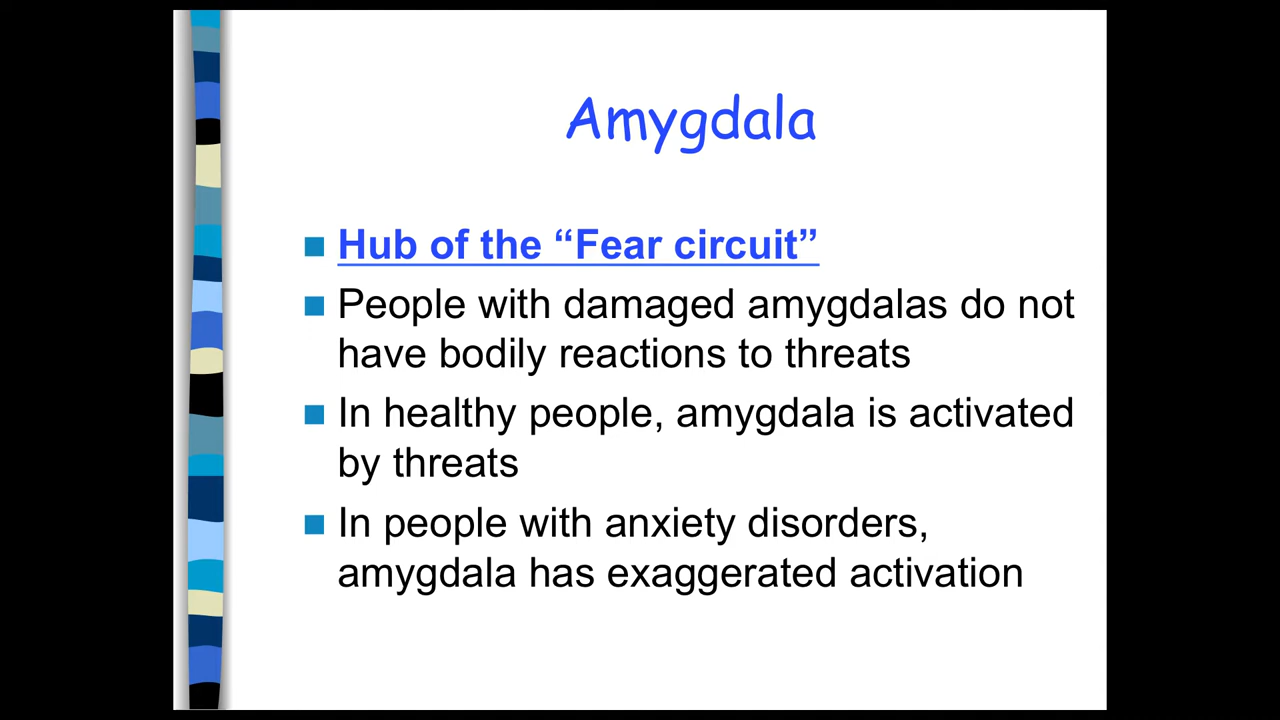 Amygdala
Hub of the “Fear circuit”
People with damaged amygdalas do not
have bodily reactions to threats
In healthy people, amygdala is activated
by threats
In people with anxiety disorders,
amygdala has exaggerated activation